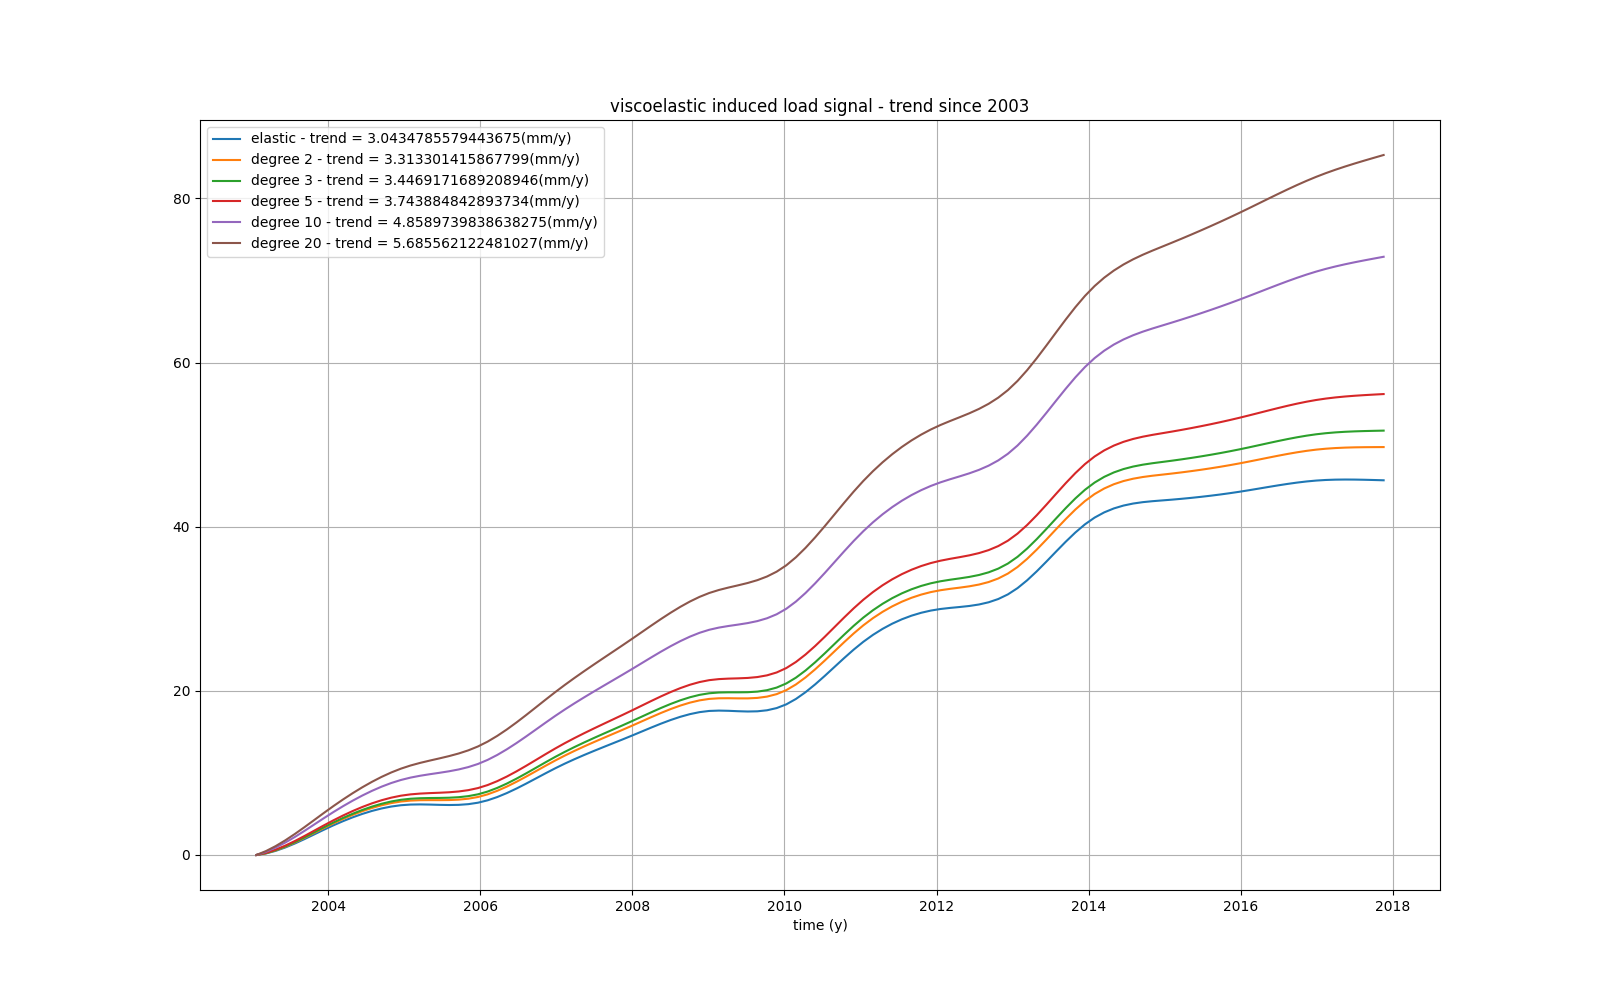 viscoelastic induced load signal - trend since 2003
elastic - trend = 3.0434785579443675(mm/y)
degree 2 - trend = 3.313301415867799(mm/y)
degree 3 - trend = 3.4469171689208946(mm/y)
degree 5 - trend = 3.743884842893734(mm/y)
degree 10 - trend = 4.8589739838638275(mm/y)
degree 20 - trend = 5.685562122481027(mm/y)
80
60
40
20
0
2004 2006 2008 2010 2012 2014 2016 2018
time (y)